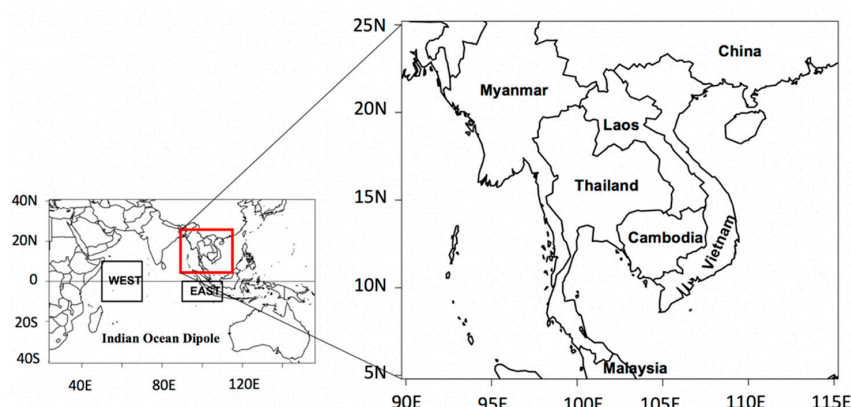 25N
China
Myanmar
20N
Laos
40N
15N
Thailand
20N
Cambodia
Vietnam
0
WEST
EAST
10N
20S
Indian Ocean Dipole
40S
5N
Malaysia
40E
80E
120E
90E
95E
100E
105E
110E
115E